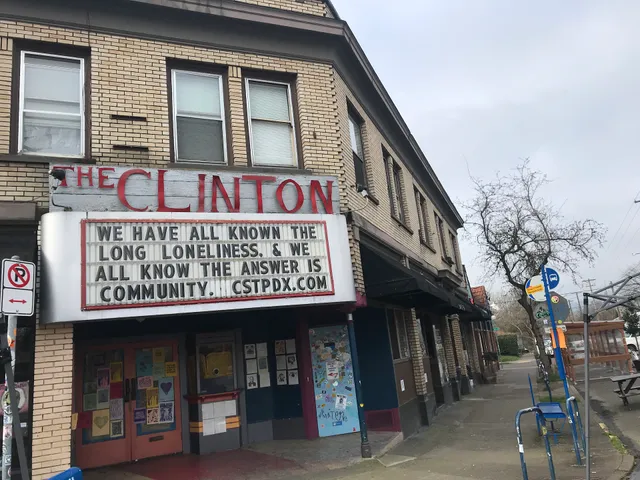 THE CLINTON
WE HAVE ALL KNOWN THE
LONG LONELINESS. & WE
ALL KNOW THE ANSWER IS
COMMUNITY... CSTPDX.COM
P